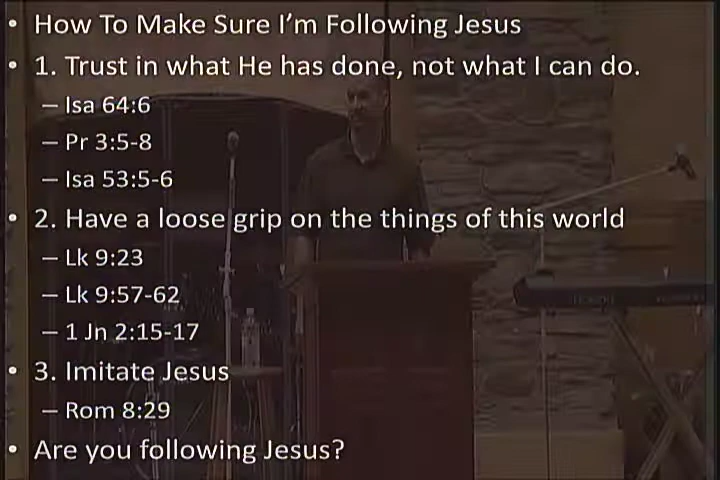 • How To Make Sure I'm Following Jesus
• 1. Trust in what He has done, not what I can do.
– Isa 64:6
– Pr 3:5-8
– Isa 53:5-6
• 2. Have a loose grip on the things of this world
– Lk 9:23
– Lk 9:57-62
– 1 Jn 2:15-17
• 3. Imitate Jesus
– Rom 8:29
• Are you following Jesus?